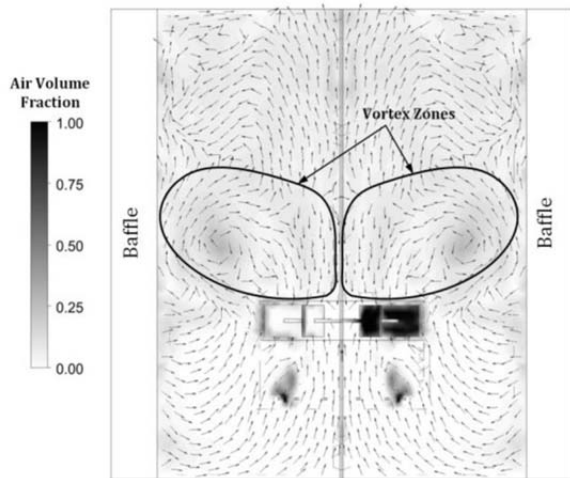 Air Volume
Fraction
1.00
0.75
0.50
0.25
0.00
Baffle
Vortex Zones
Baffle